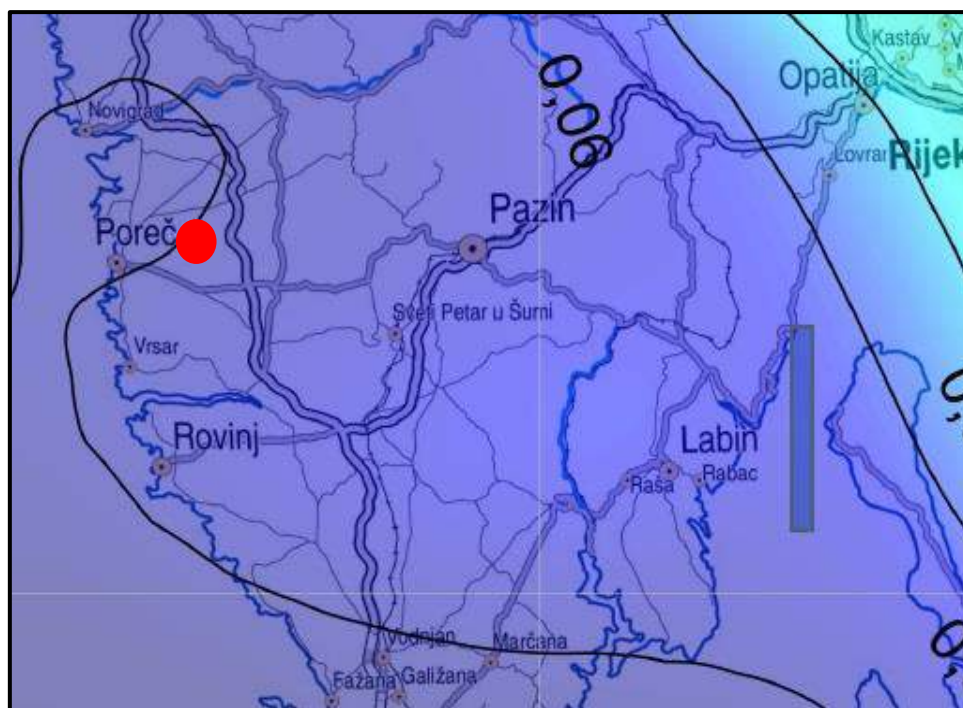 Kastav
Opatija
0,06
Novigrad
Lovran
Rijek
Pazin
Poreč
Sveti Petar u Šurni
Vrsar
Rovinj
Labin
Raša
Rabac
Vodnjan
Marčana
Galižana
Fažana